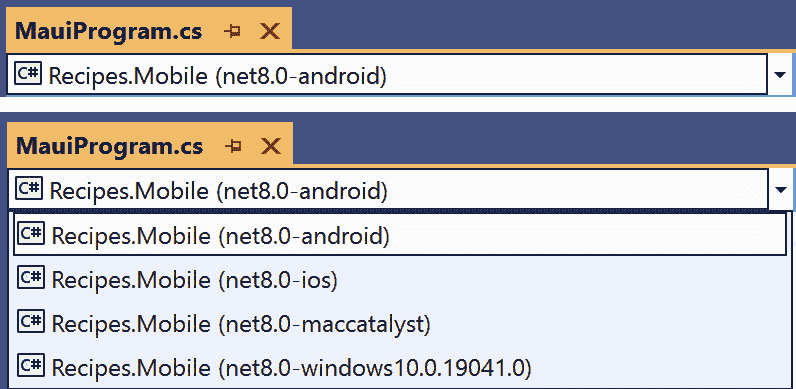 MauiProgram.cs
C# Recipes.Mobile (net8.0-android)
MauiProgram.cs
C# Recipes.Mobile (net8.0-android)
C# Recipes.Mobile (net8.0-android)
C# Recipes.Mobile (net8.0-ios)
C# Recipes.Mobile (net8.0-maccatalyst)
C# Recipes.Mobile (net8.0-windows10.0.19041.0)